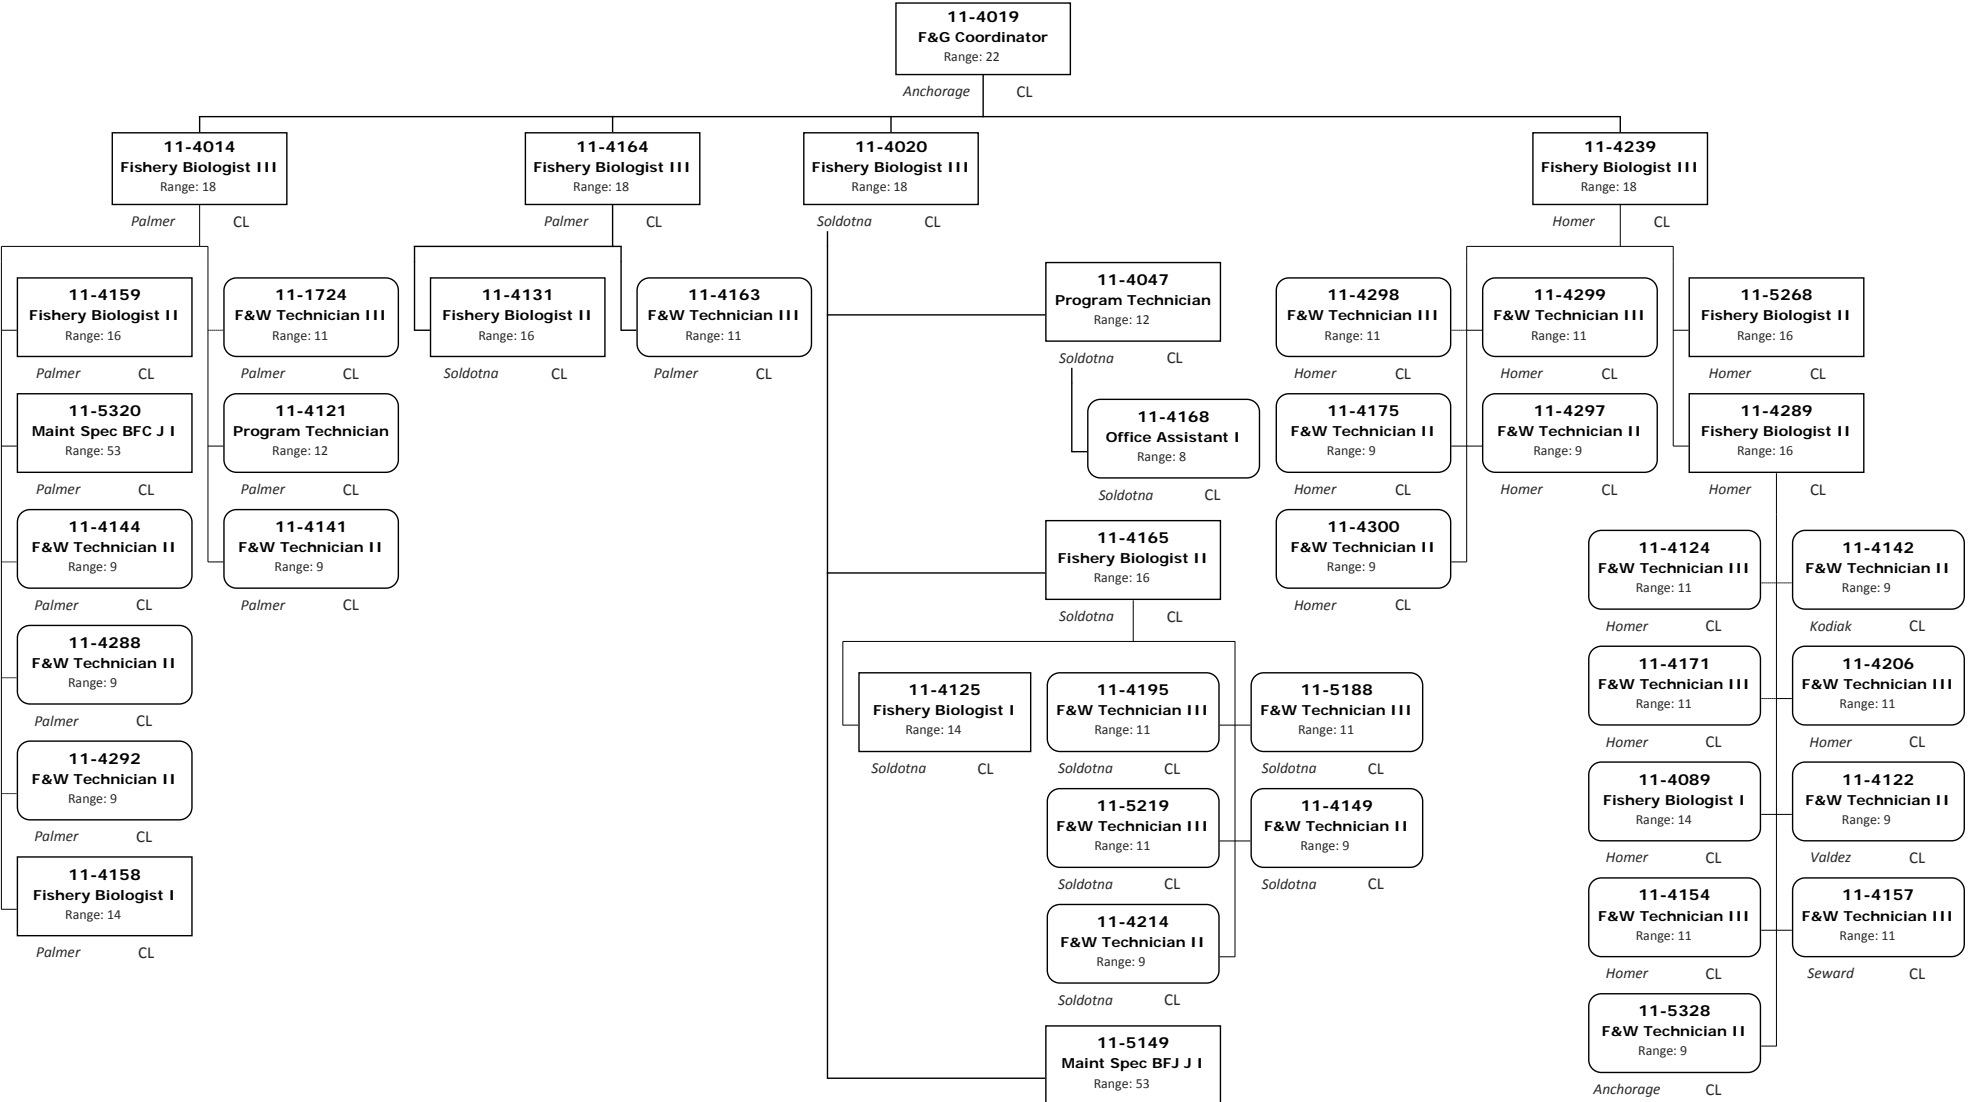 11-4019
F&G Coordinator
Range: 22
Anchorage CL
11-4014
Fishery Biologist III
Range: 18
Palmer CL
11-4159
Fishery Biologist II
Range: 16
Palmer CL
11-5320
Maint Spec BFC J I
Range: 53
Palmer CL
11-4144
F&W Technician II
Range: 9
Palmer CL
11-4288
F&W Technician II
Range: 9
Palmer CL
11-4292
F&W Technician II
Range: 9
Palmer CL
11-4158
Fishery Biologist I
Range: 14
Palmer CL
11-1724
F&W Technician III
Range: 11
Palmer CL
11-4121
Program Technician
Range: 12
Palmer CL
11-4141
F&W Technician II
Range: 9
Palmer CL
11-4164
Fishery Biologist III
Range: 18
Palmer CL
11-4131
Fishery Biologist II
Range: 16
Soldotna CL
11-4163
F&W Technician III
Range: 11
Palmer CL
11-4020
Fishery Biologist III
Range: 18
Soldotna CL
11-4047
Program Technician
Range: 12
Soldotna CL
11-4168
Office Assistant I
Range: 8
Soldotna CL
11-4165
Fishery Biologist II
Range: 16
Soldotna CL
11-4125
Fishery Biologist I
Range: 14
Soldotna CL
11-4195
F&W Technician III
Range: 11
Soldotna CL
11-5188
F&W Technician III
Range: 11
Soldotna CL
11-5219
F&W Technician III
Range: 11
Soldotna CL
11-4149
F&W Technician II
Range: 9
Soldotna CL
11-4214
F&W Technician II
Range: 9
Soldotna CL
11-5149
Maint Spec BFJ J I
Range: 53
11-4239
Fishery Biologist III
Range: 18
Homer CL
11-4298
F&W Technician III
Range: 11
Homer CL
11-4299
F&W Technician III
Range: 11
Homer CL
11-4175
F&W Technician II
Range: 9
Homer CL
11-4297
F&W Technician II
Range: 9
Homer CL
11-4300
F&W Technician II
Range: 9
Homer CL
11-5268
Fishery Biologist II
Range: 16
Homer CL
11-4289
Fishery Biologist II
Range: 16
Homer CL
11-4124
F&W Technician III
Range: 11
Homer CL
11-4142
F&W Technician II
Range: 9
Kodiak CL
11-4171
F&W Technician III
Range: 11
Homer CL
11-4206
F&W Technician III
Range: 11
Homer CL
11-4089
Fishery Biologist I
Range: 14
Homer CL
11-4122
F&W Technician II
Range: 9
Valdez CL
11-4154
F&W Technician III
Range: 11
Homer CL
11-4157
F&W Technician III
Range: 11
Seward CL
11-5328
F&W Technician II
Range: 9
Anchorage CL